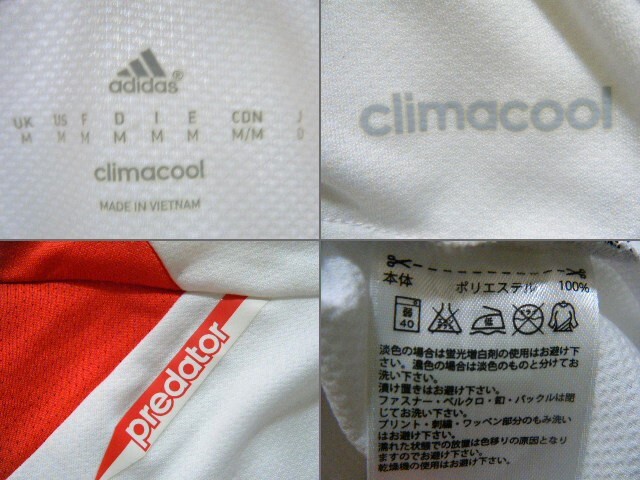 adidas®
UK US F D I E CDN J
M M M M M M M/M O
climacool
MADE IN VIETNAM
climacool
predator
本体 ポリエステル 100%
40 低
淡色の場合は蛍光増白剤の使用はお避け下
さい。濃色の場合は淡色のものと分けてお
洗い下さい。
漬け置きはお避け下さい。
ファスナー・ベルクロ・釦・バックルは閉
じてお洗い下さい。
プリント・刺繍・ワッペン部分のもみ洗い
はお避け下さい。
濡れた状態での放置は色移りの原因となり
ますのでお避け下さい。
乾燥機の使用はお避け下さい。